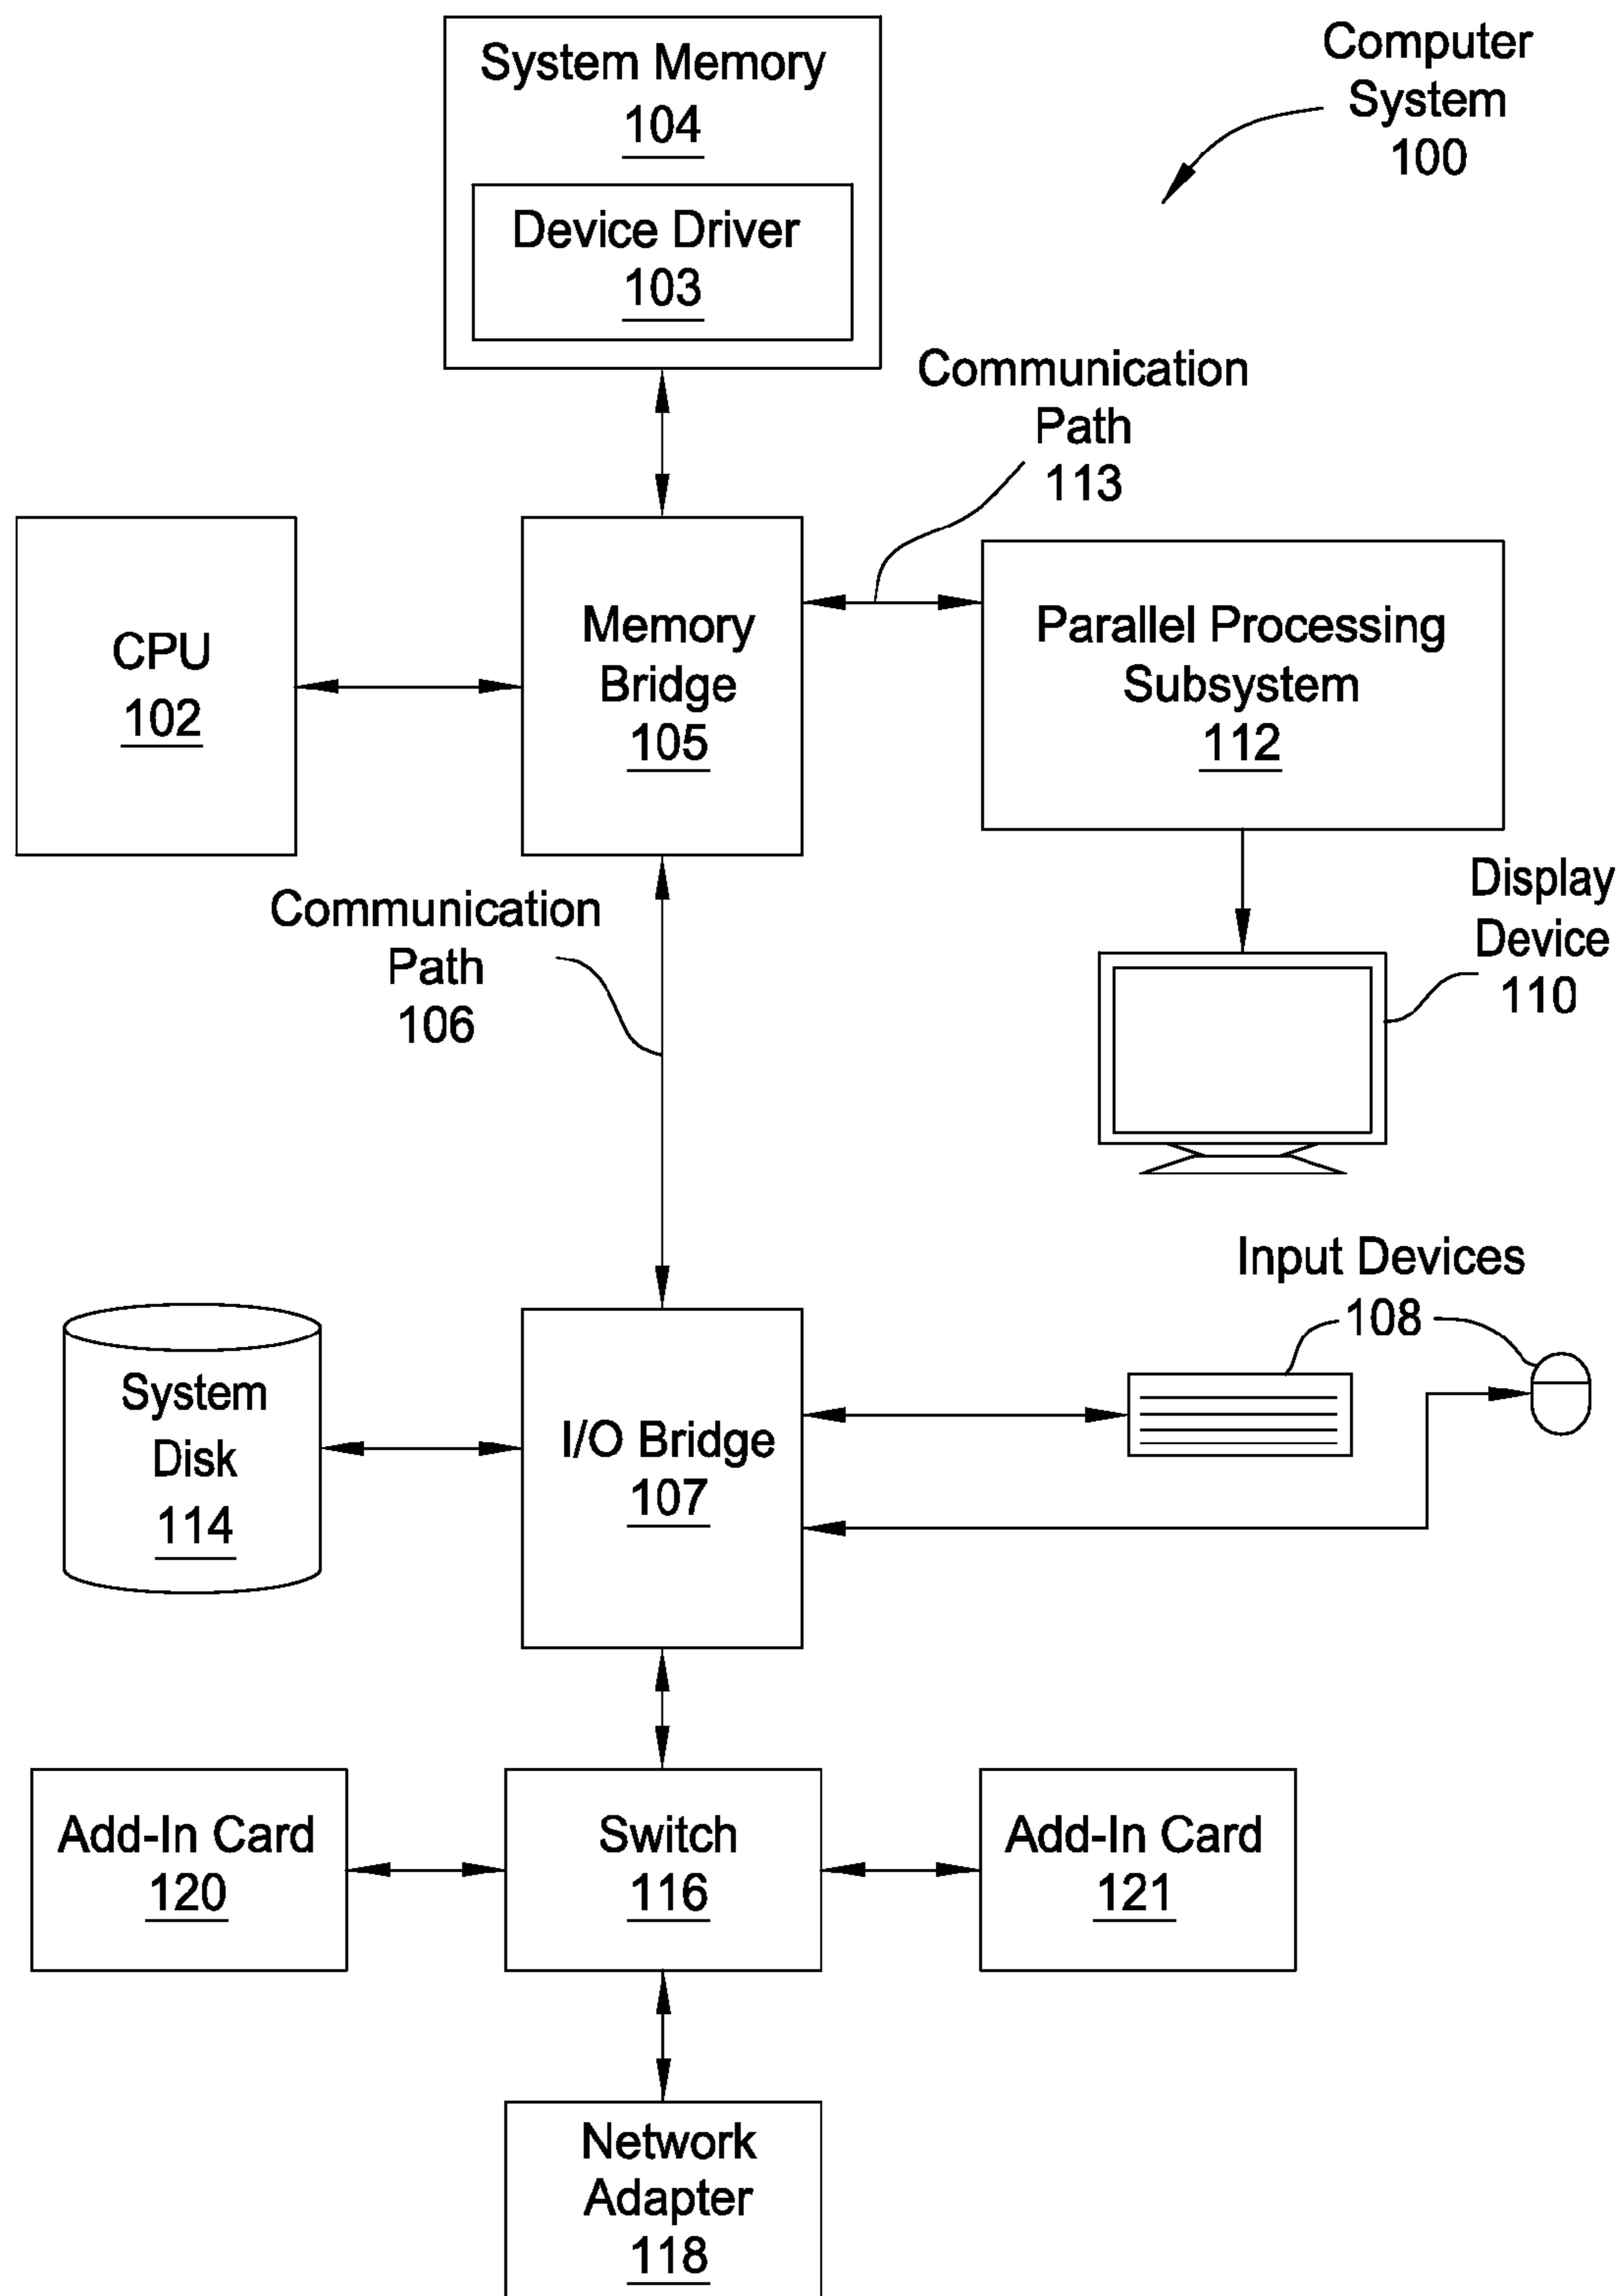 System Memory
104
Device Driver
103
Computer
System
100
Communication
Path
113
CPU
102
Memory
Bridge
105
Parallel Processing
Subsystem
112
Communication
Path
106
Display
Device
110
Input Devices
108
System
Disk
114
I/O Bridge
107
Add-In Card
120
Switch
116
Add-In Card
121
Network
Adapter
118